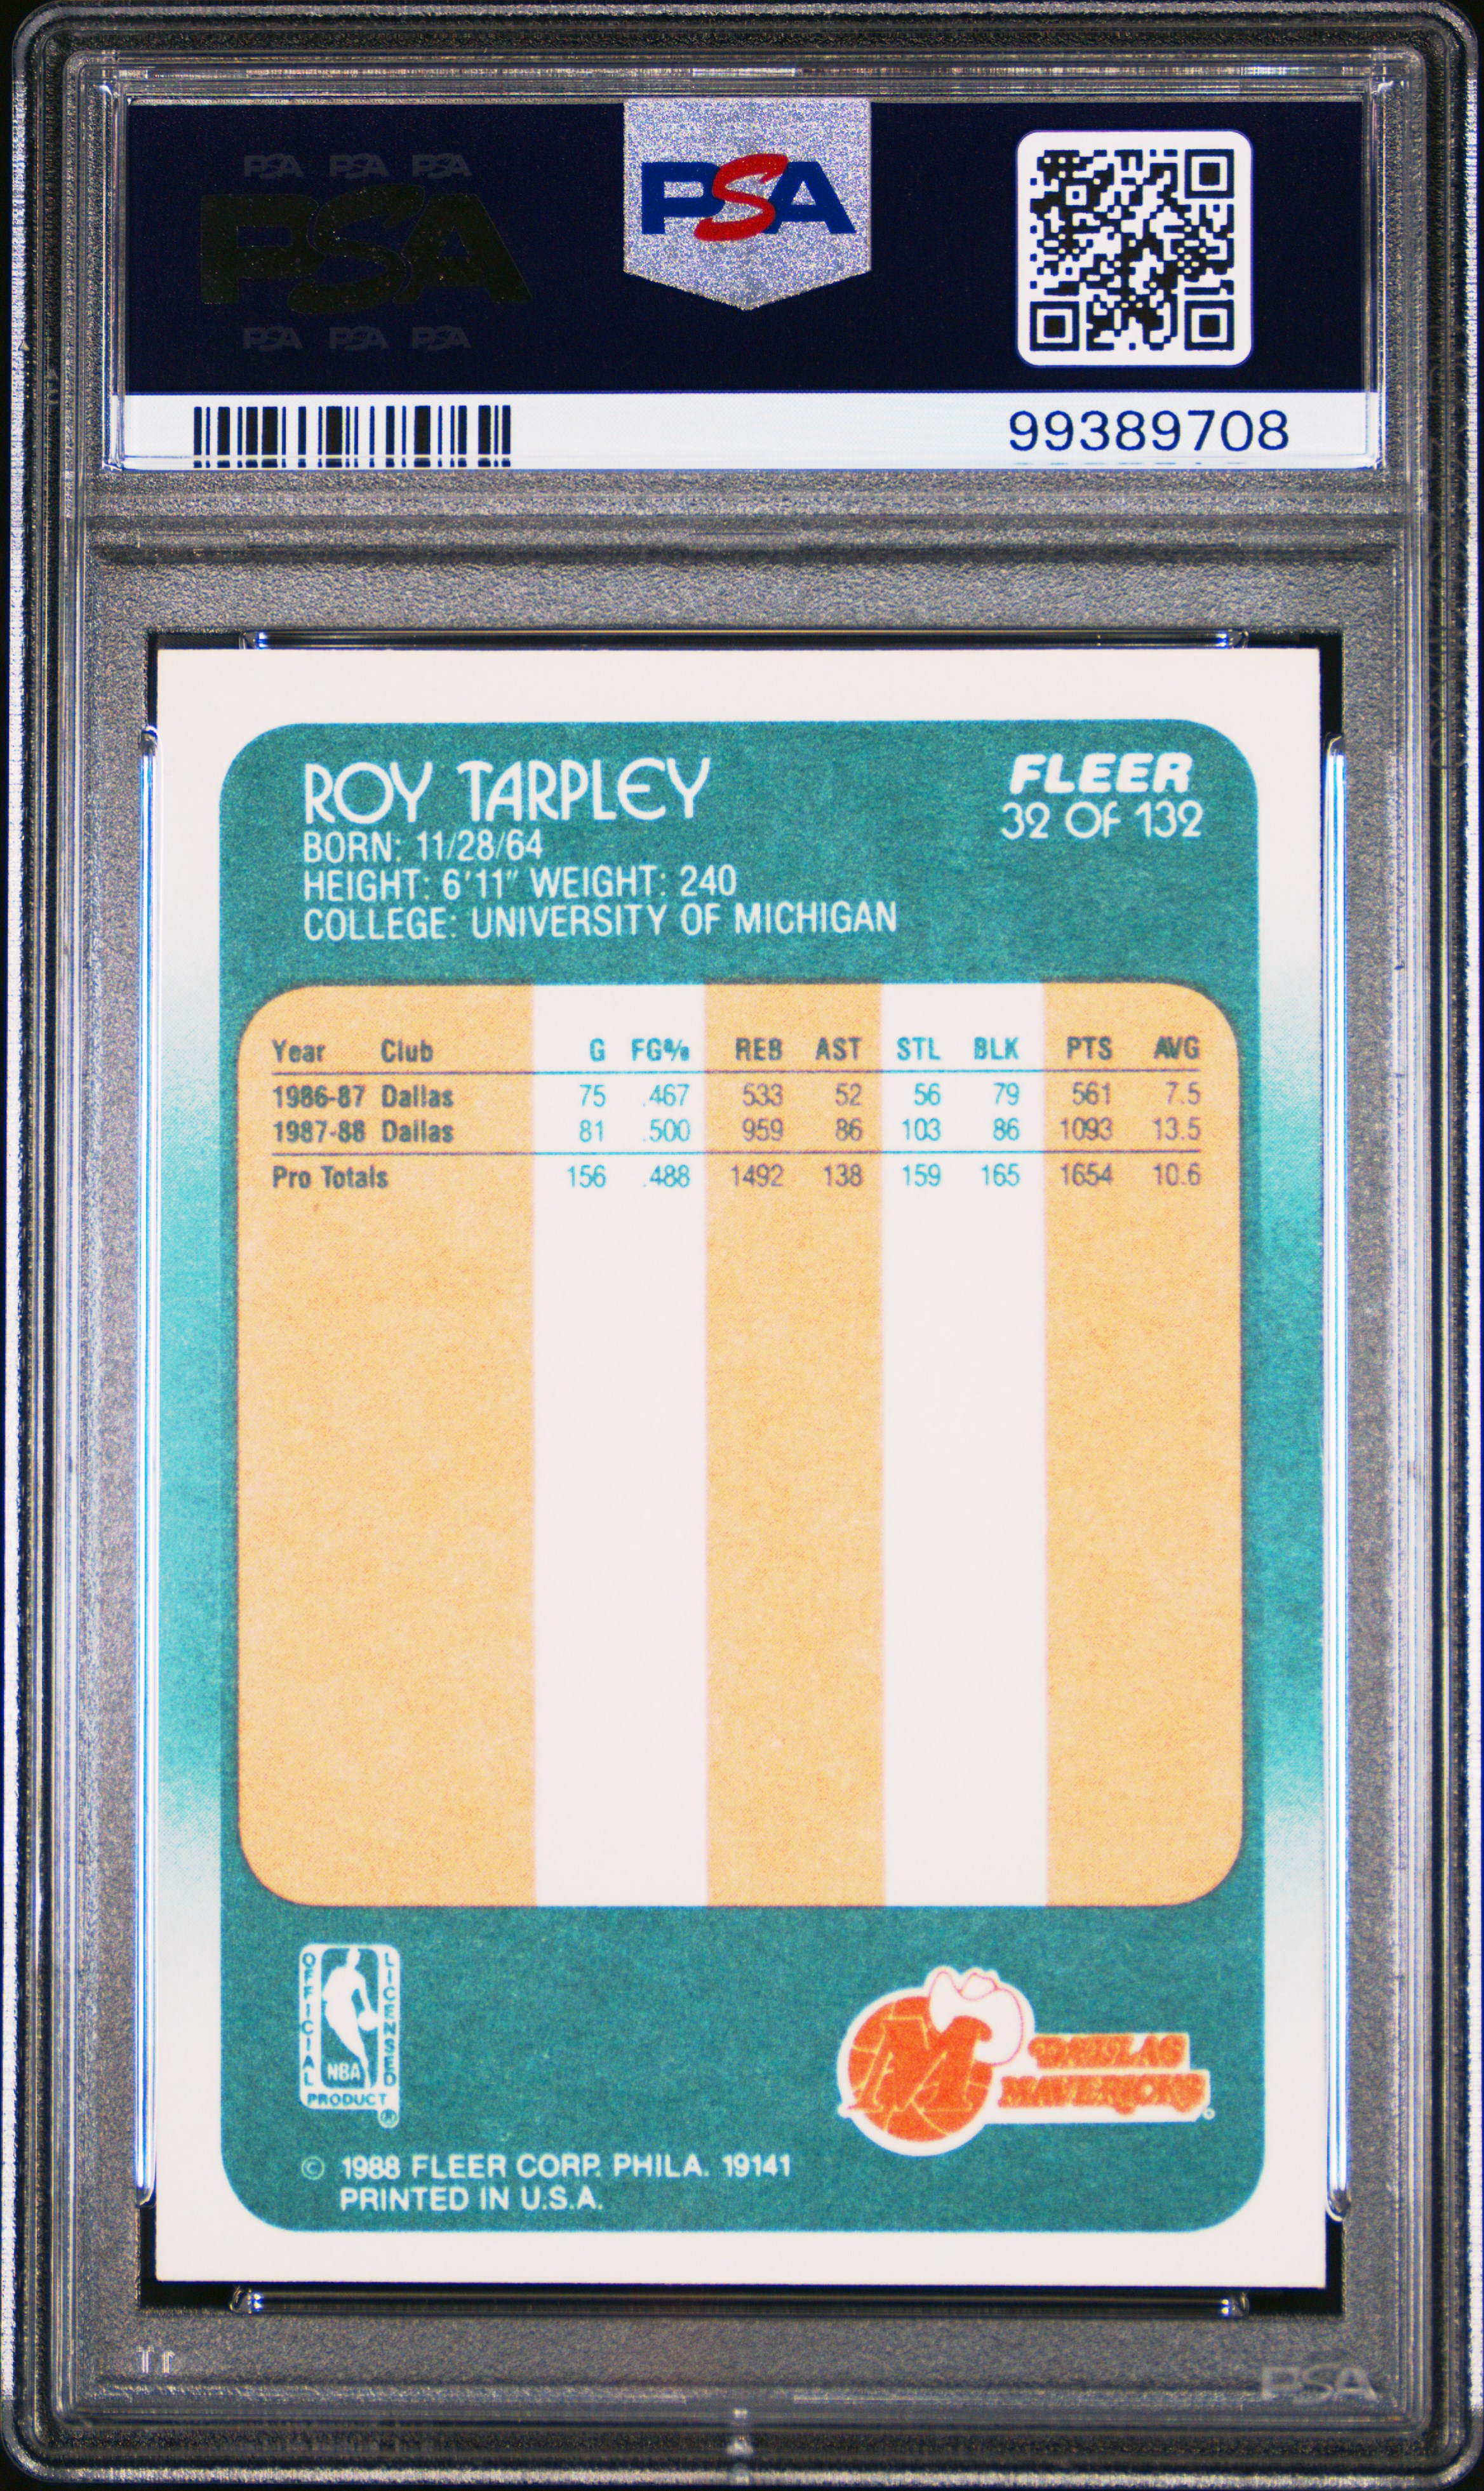 PSA PSA PSA
PSA
PSA PSA PSA
PSA
99389708
ROY TARPLEY
FLEER
32 OF 132
BORN: 11/28/64
HEIGHT: 6'11" WEIGHT: 240
COLLEGE: UNIVERSITY OF MICHIGAN
Year Club G FG% REB AST STL BLK PTS AVG
1986-87 Dallas 75 .467 533 52 56 79 561 7.5
1987-88 Dallas 81 .500 959 86 103 86 1093 13.5
Pro Totals 156 .488 1492 138 159 165 1654 10.6
OFFICIAL LICENSED
NBA
PRODUCT ®
M
DALLAS
MAVERICKS
© 1988 FLEER CORP. PHILA. 19141
PRINTED IN U.S.A.
PSA